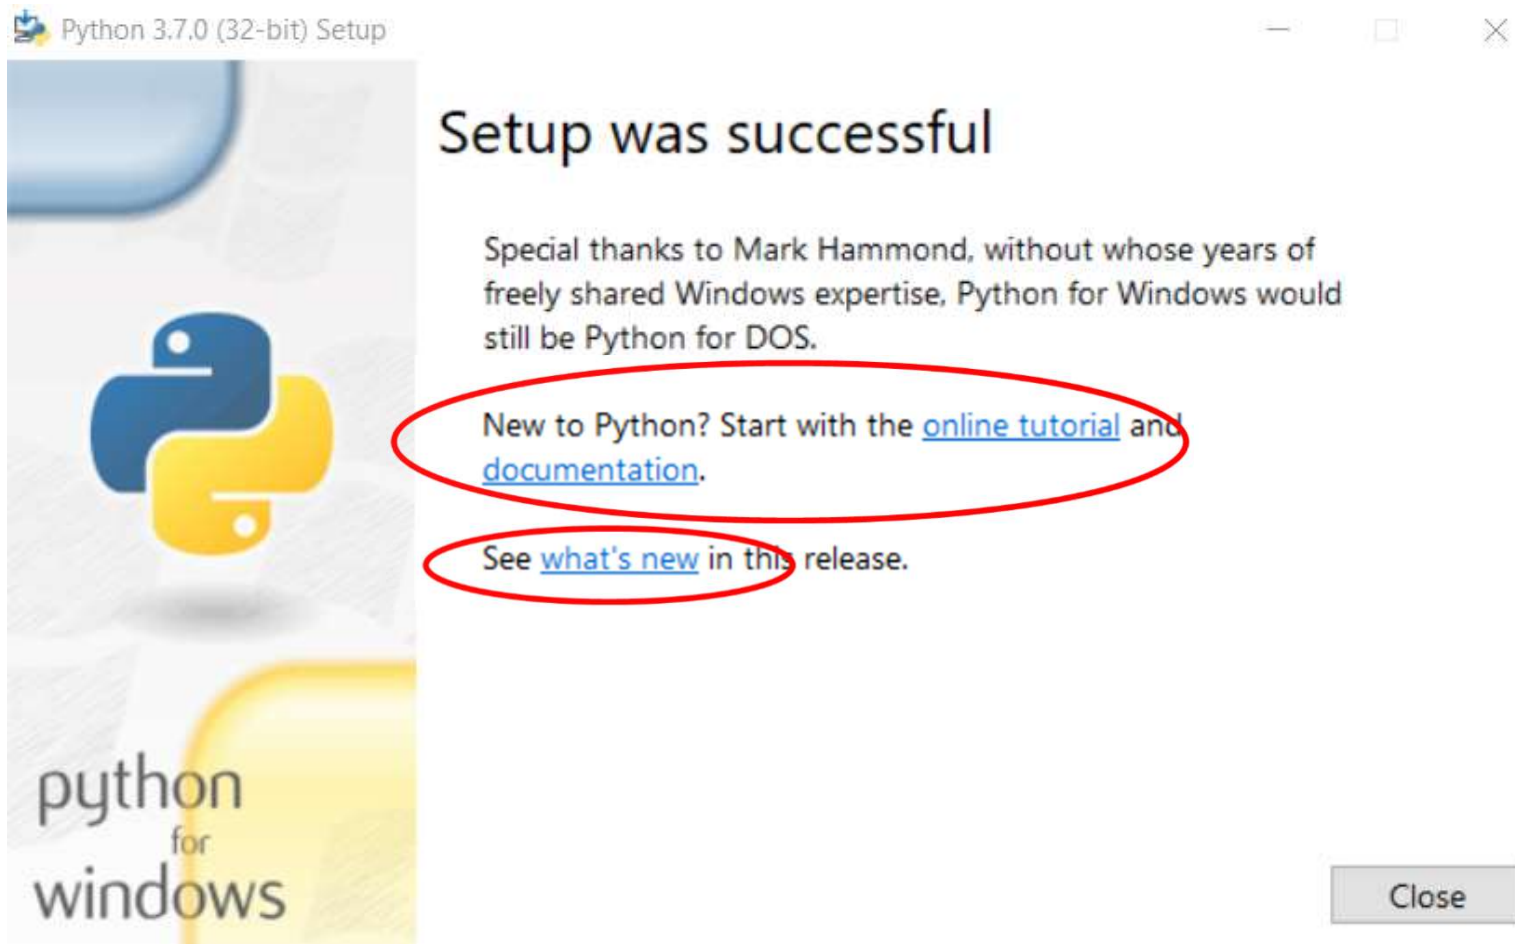 Python 3.7.0 (32-bit) Setup
Setup was successful
Special thanks to Mark Hammond, without whose years of
freely shared Windows expertise, Python for Windows would
still be Python for DOS.
New to Python? Start with the online tutorial and
documentation.
See what's new in this release.
python
for
windows
Close